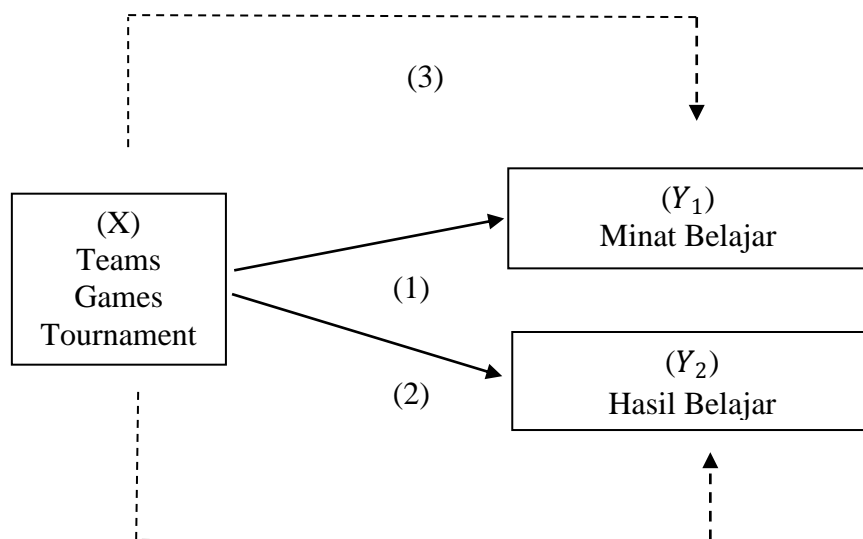 (3)
(X)
Teams
Games
Tournament
(Y₁)
Minat Belajar
(1)
(Y₂)
Hasil Belajar
(2)